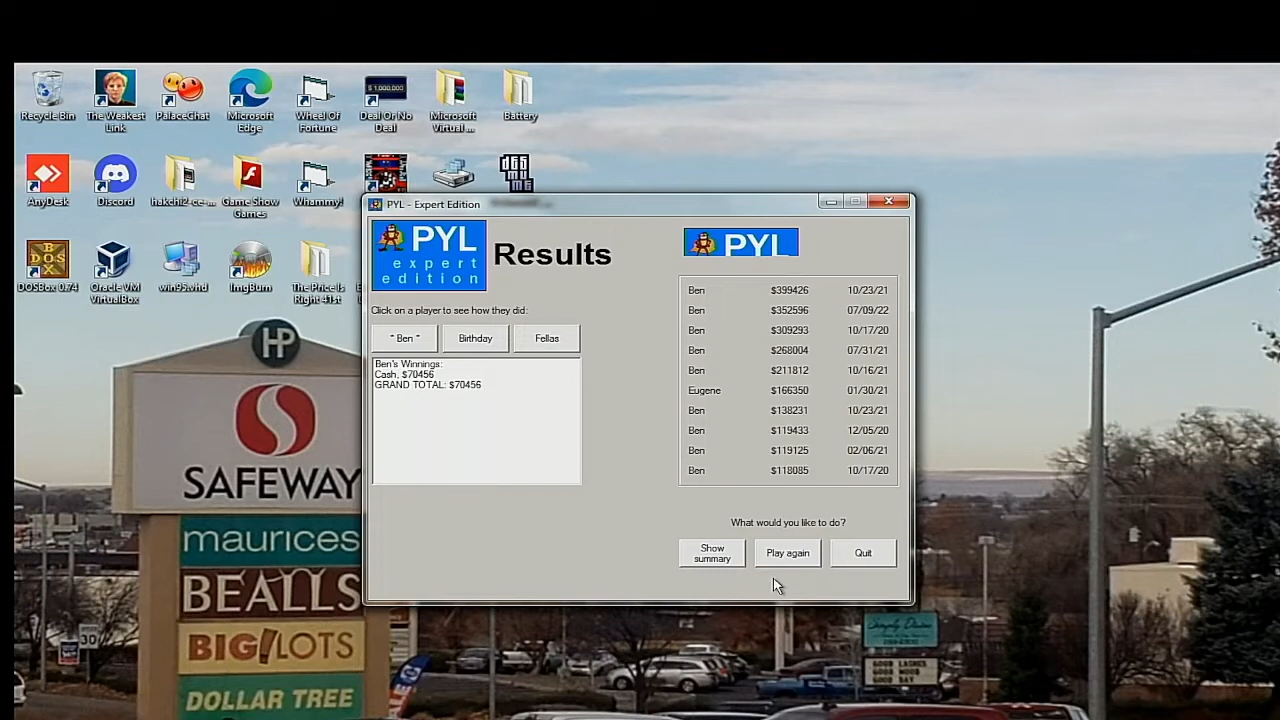 Recycle Bin
The Weakest Link
PalaceChat
Microsoft Edge
Wheel Of Fortune
$1,000,000
Deal Or No Deal
Microsoft Virtual ...
Battery
AnyDesk
Discord
hakchi2-ce-...
Game Show Games
Whammy!
DOS BOX
DOSBox 0.74
Oracle VM VirtualBox
win95.vhd
ImgBurn
The Price Is Right 41st
PYL - Expert Edition
PYL
expert
edition
Results
PYL
Click on a player to see how they did:
" Ben "
Birthday
Fellas
Ben's Winnings:
Cash, $70456
GRAND TOTAL: $70456
Ben $399426 10/23/21
Ben $352596 07/09/22
Ben $309293 10/17/20
Ben $268004 07/31/21
Ben $211812 10/16/21
Eugene $166350 01/30/21
Ben $138231 10/23/21
Ben $119433 12/05/20
Ben $119125 02/06/21
Ben $118085 10/17/20
What would you like to do?
Show summary
Play again
Quit
HP
SAFEWAY
maurices
BEALLS
BIG!LOTS
DOLLAR TREE
30